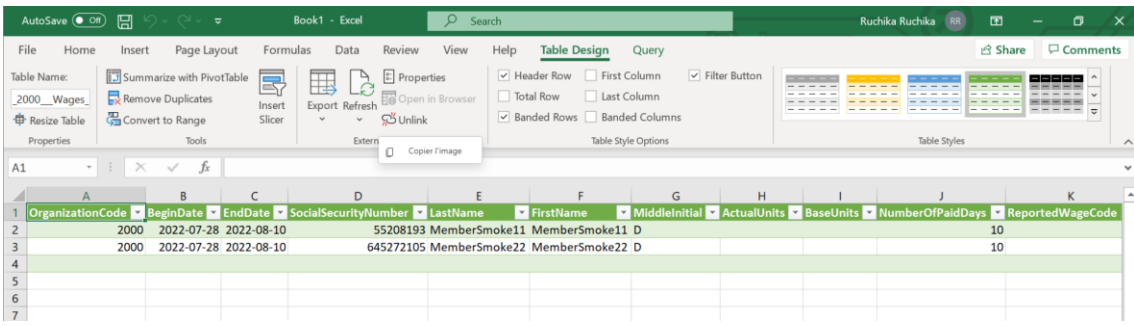 AutoSave Off Book1 - Excel Search Ruchika Ruchika RR
File Home Insert Page Layout Formulas Data Review View Help Table Design Query Share Comments
Table Name: Summarize with PivotTable Properties Header Row First Column Filter Button
_2000__Wages_ Remove Duplicates Insert Slicer Export Refresh Open in Browser Total Row Last Column
Resize Table Convert to Range Unlink Banded Rows Banded Columns
Properties Tools Extern Table Style Options Table Styles
Copier l'image
A1 fx
A B C D E F G H I J K
1 OrganizationCode BeginDate EndDate SocialSecurityNumber LastName FirstName MiddleInitial ActualUnits BaseUnits NumberOfPaidDays ReportedWageCode
2 2000 2022-07-28 2022-08-10 55208193 MemberSmoke11 MemberSmoke11 D 10
3 2000 2022-07-28 2022-08-10 645272105 MemberSmoke22 MemberSmoke22 D 10
4
5
6
7